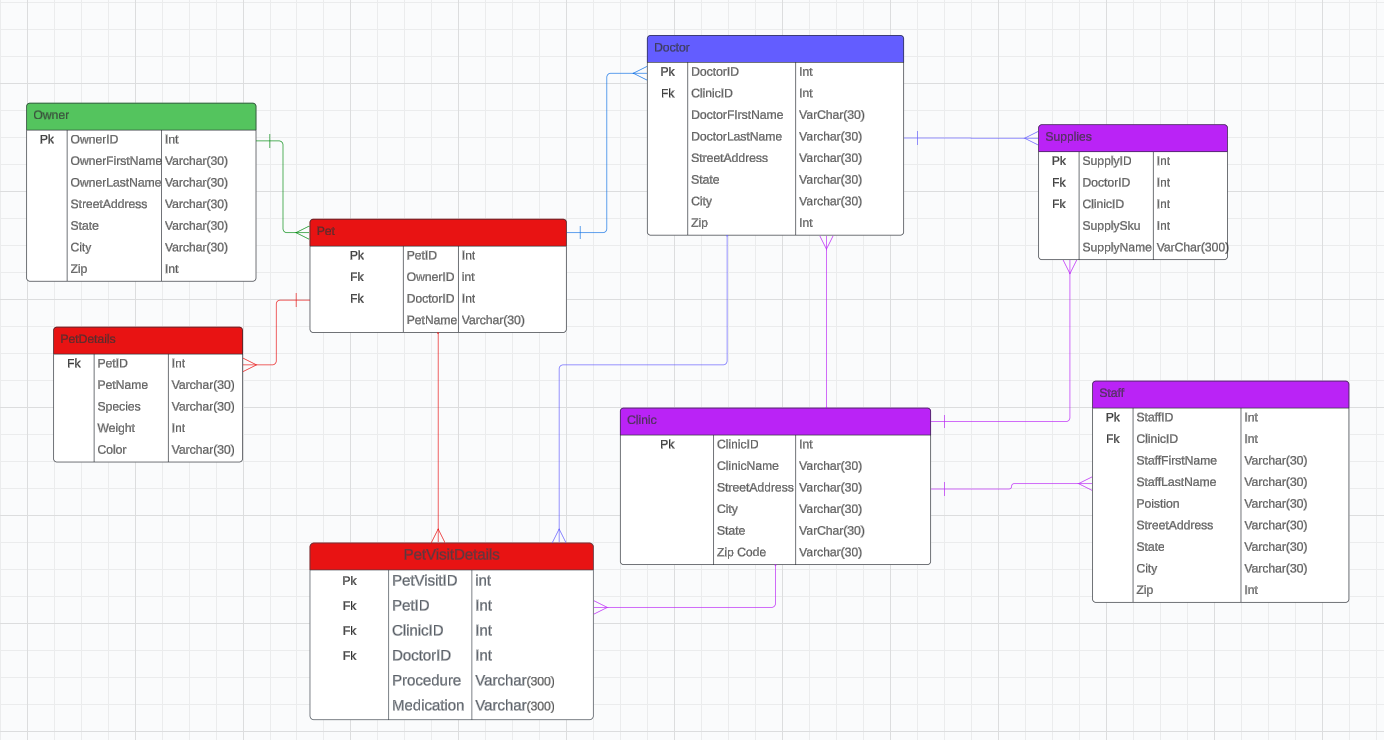 Owner
Pk OwnerID Int
OwnerFirstName Varchar(30)
OwnerLastName Varchar(30)
StreetAddress Varchar(30)
State Varchar(30)
City Varchar(30)
Zip Int
PetDetails
Fk PetID Int
PetName Varchar(30)
Species Varchar(30)
Weight Int
Color Varchar(30)
Pet
Pk PetID Int
Fk OwnerID int
Fk DoctorID Int
PetName Varchar(30)
PetVisitDetails
Pk PetVisitID int
Fk PetID Int
Fk ClinicID Int
Fk DoctorID Int
Procedure Varchar(300)
Medication Varchar(300)
Doctor
Pk DoctorID Int
Fk ClinicID Int
DoctorFirstName VarChar(30)
DoctorLastName Varchar(30)
StreetAddress Varchar(30)
State Varchar(30)
City Varchar(30)
Zip Int
Clinic
Pk ClinicID Int
ClinicName Varchar(30)
StreetAddress Varchar(30)
City Varchar(30)
State VarChar(30)
Zip Code Varchar(30)
Supplies
Pk SupplyID Int
Fk DoctorID Int
Fk ClinicID Int
SupplySku Int
SupplyName VarChar(300)
Staff
Pk StaffID Int
Fk ClinicID Int
StaffFirstName Varchar(30)
StaffLastName Varchar(30)
Poistion Varchar(30)
StreetAddress Varchar(30)
State Varchar(30)
City Varchar(30)
Zip Int